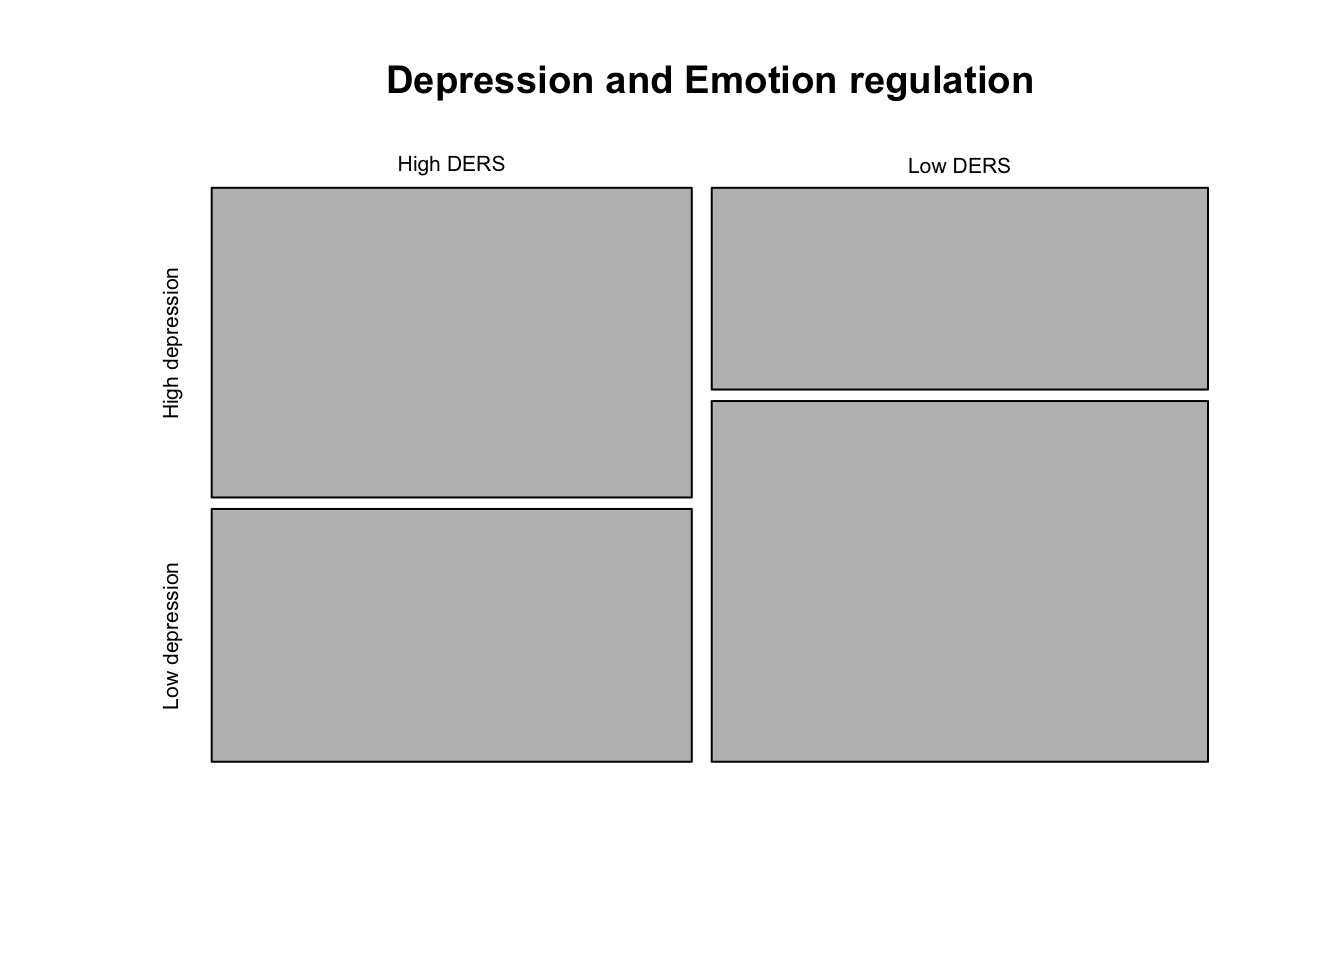 Depression and Emotion regulation
High DERS
Low DERS
High depression
Low depression